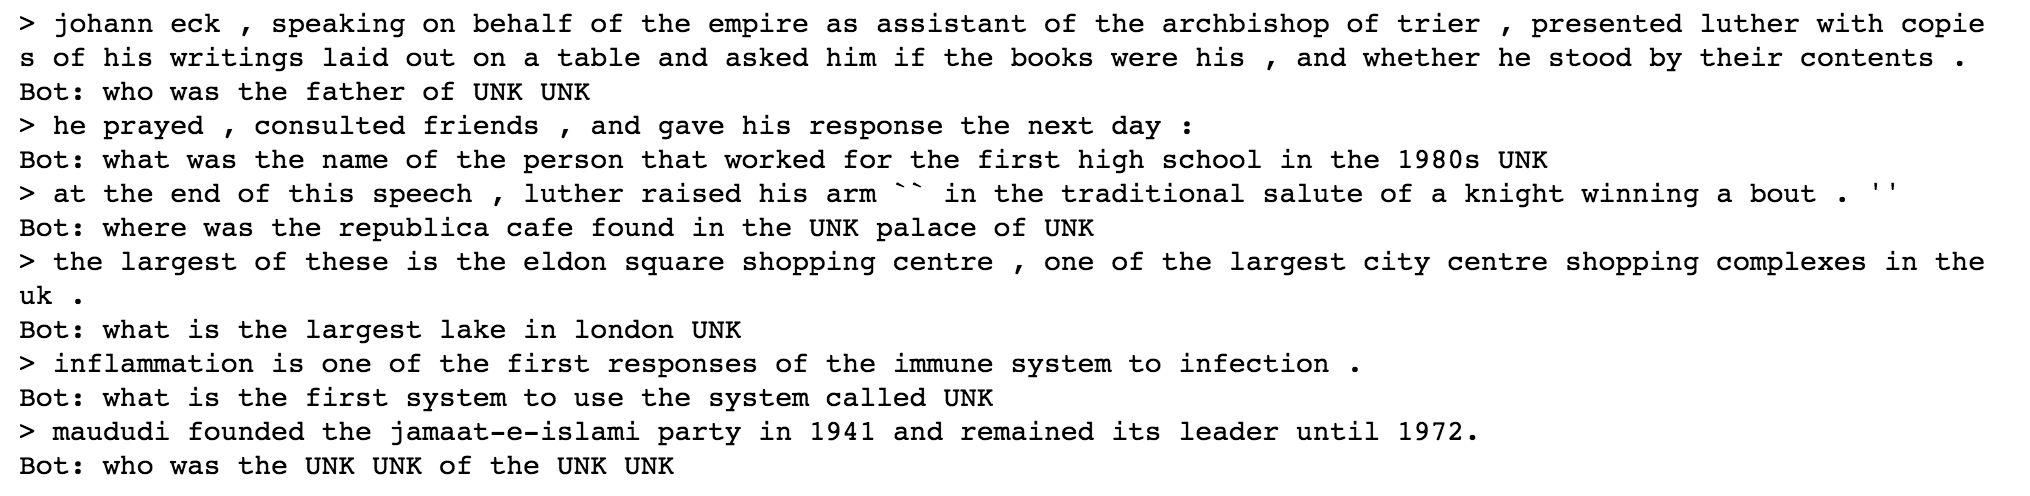 > johann eck , speaking on behalf of the empire as assistant of the archbishop of trier , presented luther with copie
s of his writings laid out on a table and asked him if the books were his , and whether he stood by their contents .
Bot: who was the father of UNK UNK
> he prayed , consulted friends , and gave his response the next day :
Bot: what was the name of the person that worked for the first high school in the 1980s UNK
> at the end of this speech , luther raised his arm `` in the traditional salute of a knight winning a bout . ''
Bot: where was the republica cafe found in the UNK palace of UNK
> the largest of these is the eldon square shopping centre , one of the largest city centre shopping complexes in the
uk .
Bot: what is the largest lake in london UNK
> inflammation is one of the first responses of the immune system to infection .
Bot: what is the first system to use the system called UNK
> maududi founded the jamaat-e-islami party in 1941 and remained its leader until 1972.
Bot: who was the UNK UNK of the UNK UNK